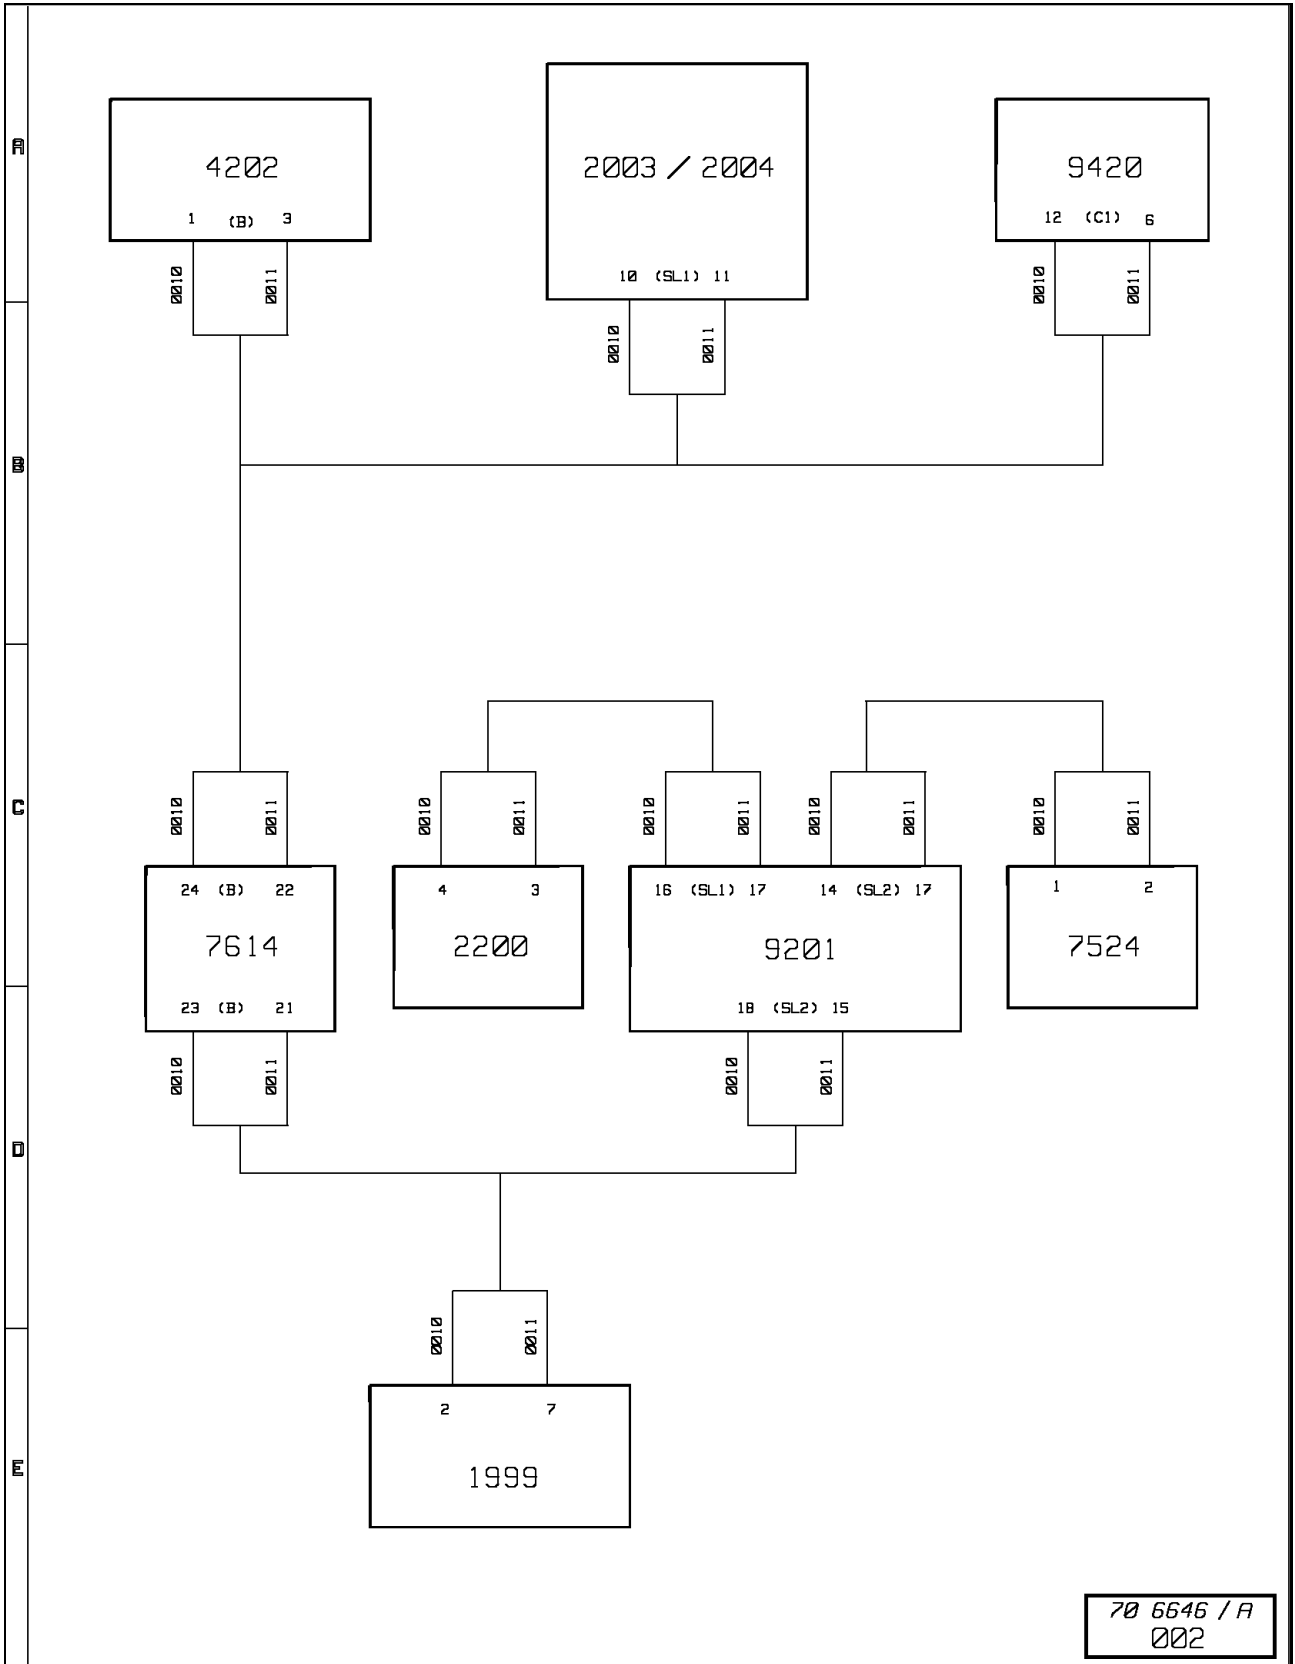 A
4202
1 (B) 3
0010 0011
2003 / 2004
10 (SL1) 11
0010 0011
9420
12 (C1) 6
0010 0011
B
C
0010 0011
24 (B) 22
7614
23 (B) 21
0010 0011
0010 0011
4 3
2200
0010 0011 0010 0011
16 (SL1) 17 14 (SL2) 17
9201
18 (SL2) 15
0010 0011
0010 0011
1 2
7524
D
0010 0011
2 7
1999
E
70 6646 / A
002